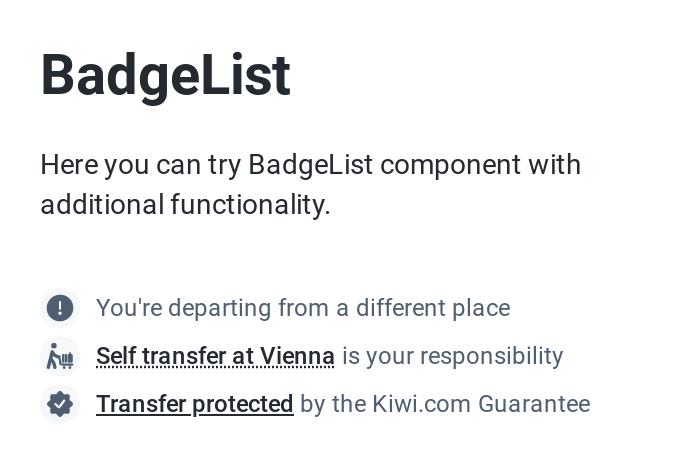 BadgeList
Here you can try BadgeList component with
additional functionality.
You're departing from a different place
Self transfer at Vienna is your responsibility
Transfer protected by the Kiwi.com Guarantee